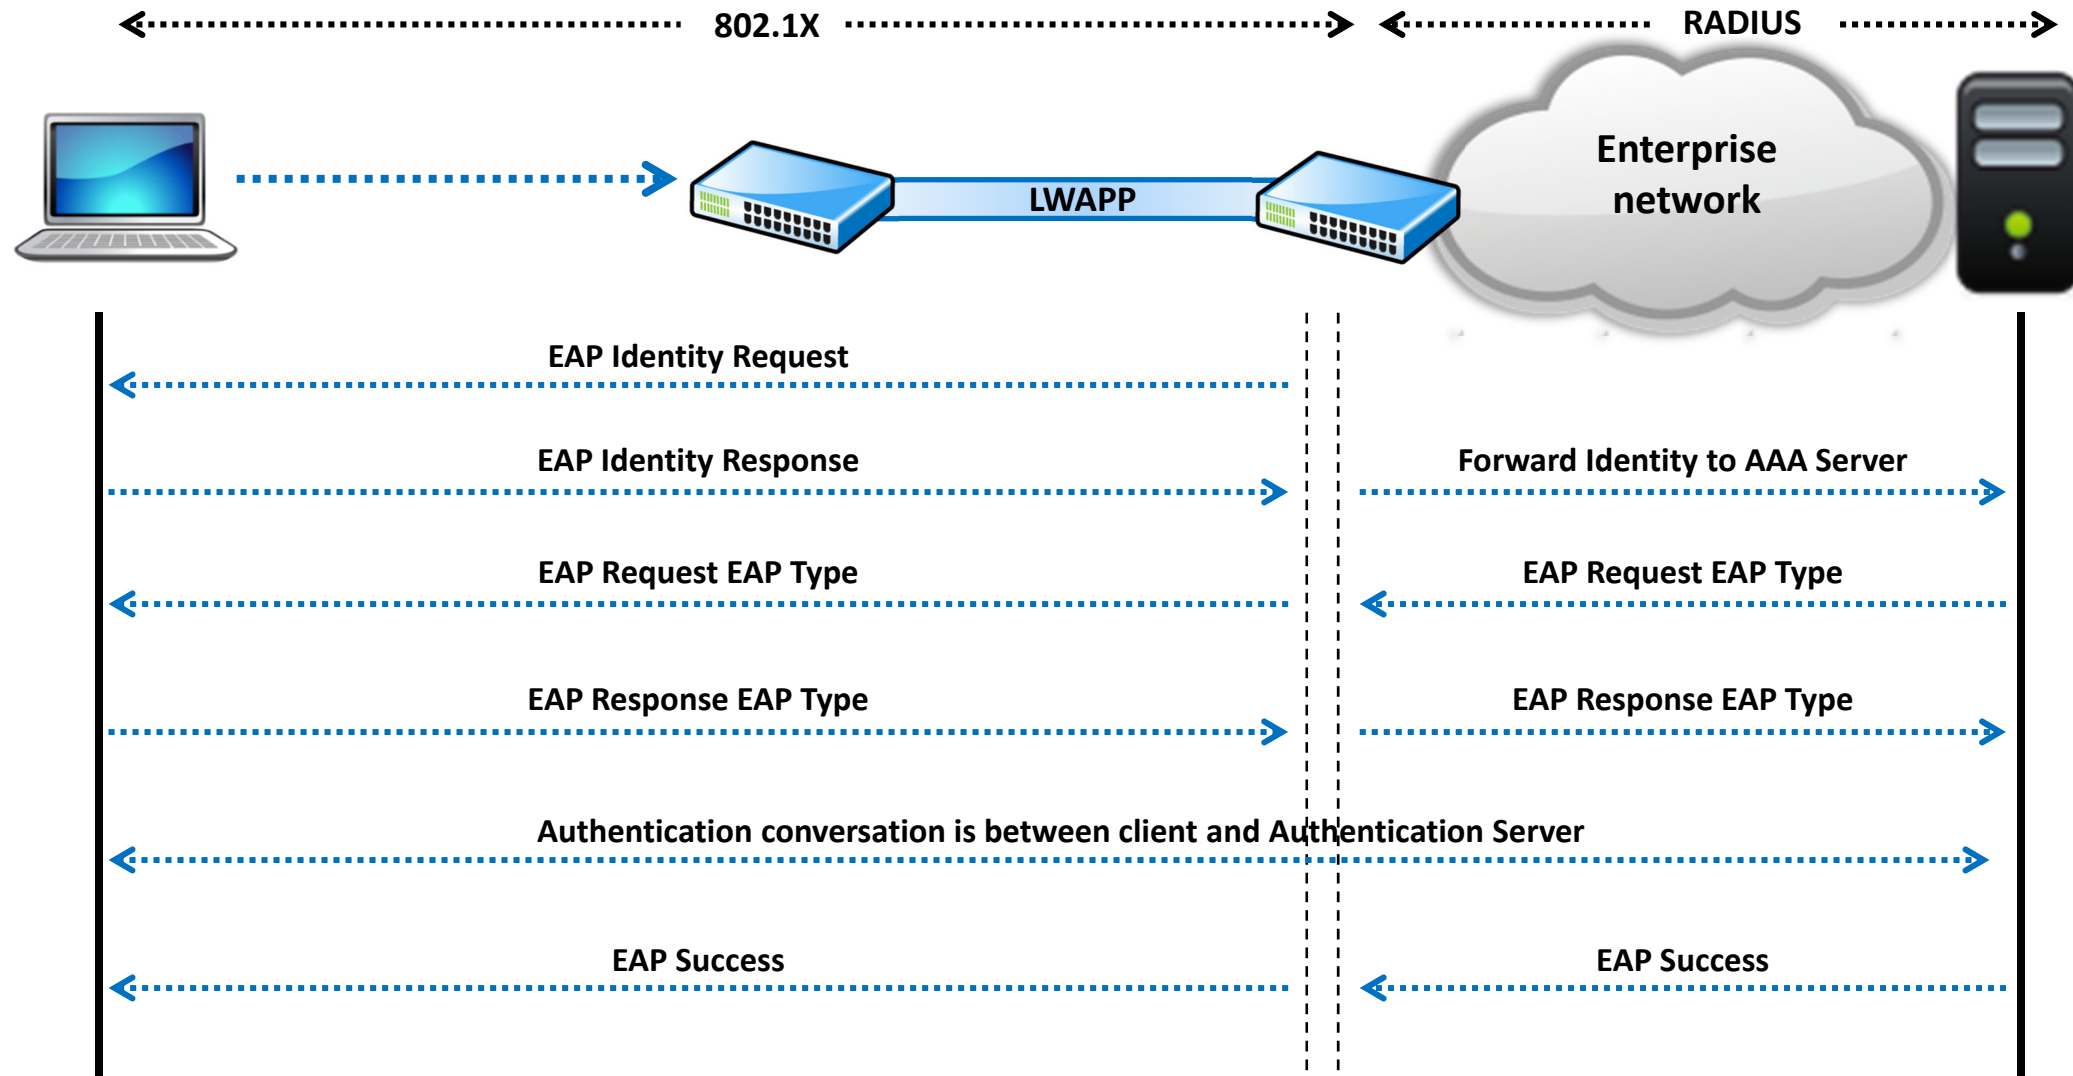 802.1X
RADIUS
Enterprise
network
LWAPP
EAP Identity Request
EAP Identity Response
Forward Identity to AAA Server
EAP Request EAP Type
EAP Request EAP Type
EAP Response EAP Type
EAP Response EAP Type
Authentication conversation is between client and Authentication Server
EAP Success
EAP Success